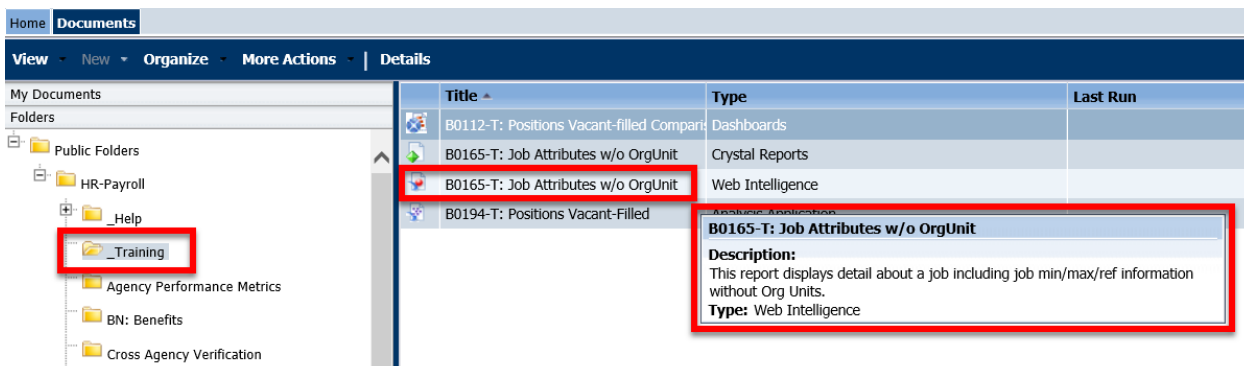 Home Documents
View New Organize More Actions | Details
My Documents
Folders
Public Folders
HR-Payroll
_Help
_Training
Agency Performance Metrics
BN: Benefits
Cross Agency Verification
Title Type Last Run
B0112-T: Positions Vacant-filled Comparis Dashboards
B0165-T: Job Attributes w/o OrgUnit Crystal Reports
B0165-T: Job Attributes w/o OrgUnit Web Intelligence
B0194-T: Positions Vacant-Filled Analysis Application
B0165-T: Job Attributes w/o OrgUnit
Description:
This report displays detail about a job including job min/max/ref information
without Org Units.
Type: Web Intelligence